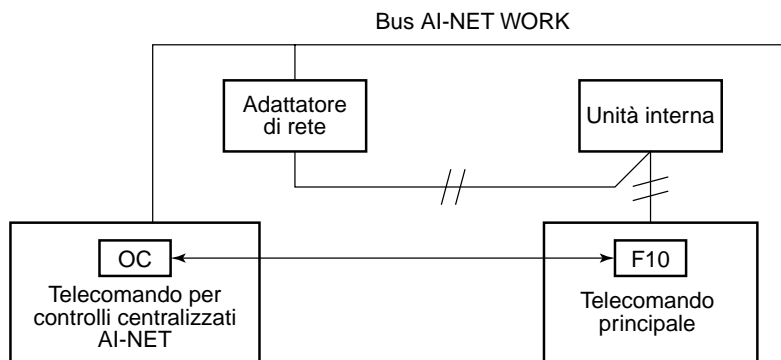 Bus AI-NET WORK
Adattatore
di rete
Unità interna
OC
Telecomando per
controlli centralizzati
AI-NET
F10
Telecomando
principale